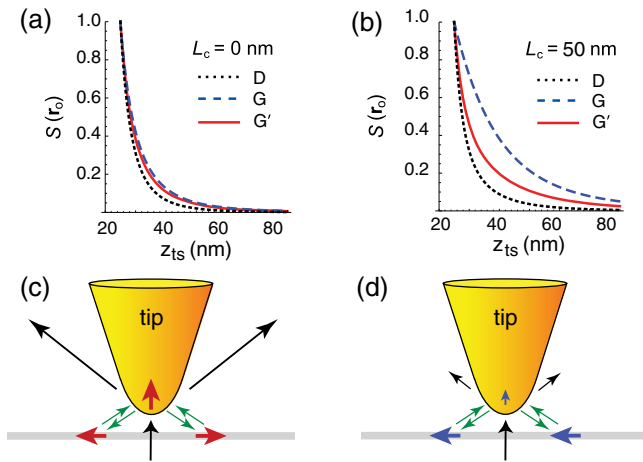 (a)
1.0
0.8
0.6
0.4
0.2
S (r₀)
L꜀ = 0 nm
D
G
G′
20 40 60 80
zₜₛ (nm)
(b)
1.0
0.8
0.6
0.4
0.2
S (r₀)
L꜀ = 50 nm
D
G
G′
20 40 60 80
zₜₛ (nm)
(c)
tip
(d)
tip